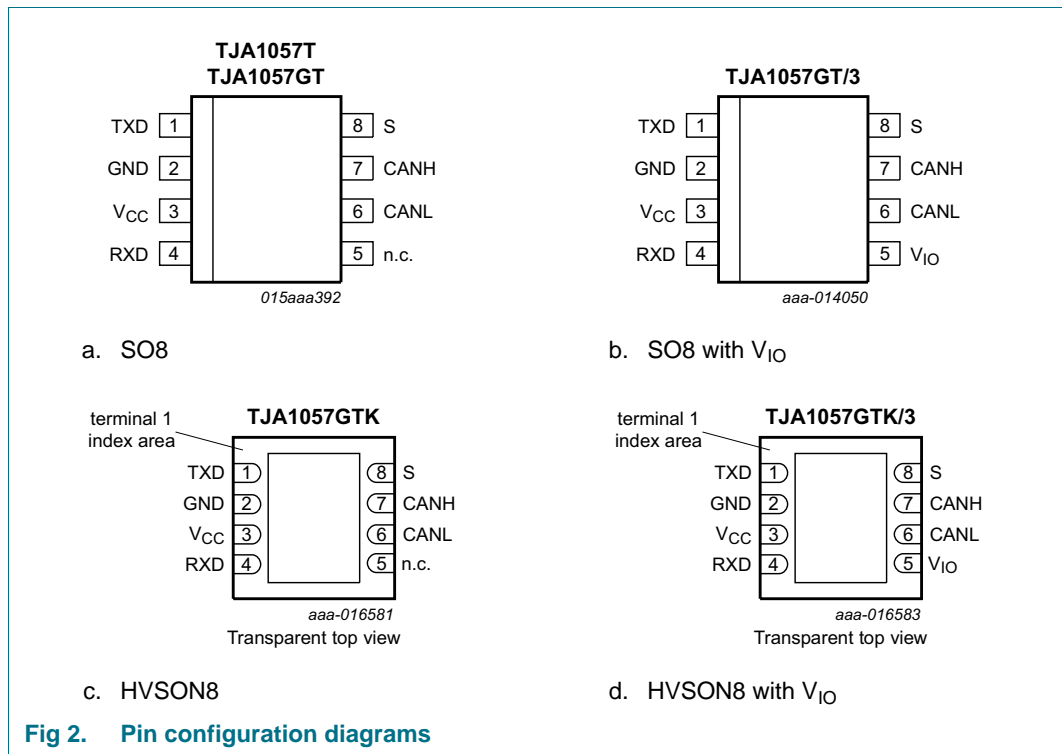 TJA1057T
TJA1057GT
TXD 1 8 S
GND 2 7 CANH
VCC 3 6 CANL
RXD 4 5 n.c.
015aaa392
a. SO8
TJA1057GT/3
TXD 1 8 S
GND 2 7 CANH
VCC 3 6 CANL
RXD 4 5 VIO
aaa-014050
b. SO8 with VIO
terminal 1
index area
TJA1057GTK
TXD 1 8 S
GND 2 7 CANH
VCC 3 6 CANL
RXD 4 5 n.c.
aaa-016581
Transparent top view
c. HVSON8
terminal 1
index area
TJA1057GTK/3
TXD 1 8 S
GND 2 7 CANH
VCC 3 6 CANL
RXD 4 5 VIO
aaa-016583
Transparent top view
d. HVSON8 with VIO
Fig 2. Pin configuration diagrams